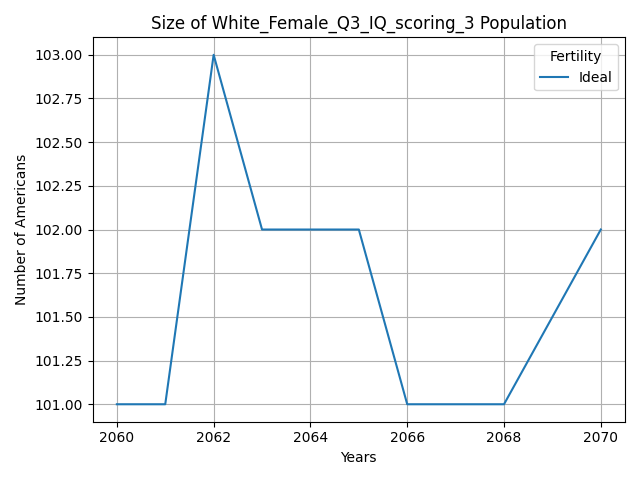 Size of White_Female_Q3_IQ_scoring_3 Population
Fertility
Ideal
103.00
102.75
102.50
102.25
102.00
101.75
101.50
101.25
101.00
Number of Americans
2060 2062 2064 2066 2068 2070
Years